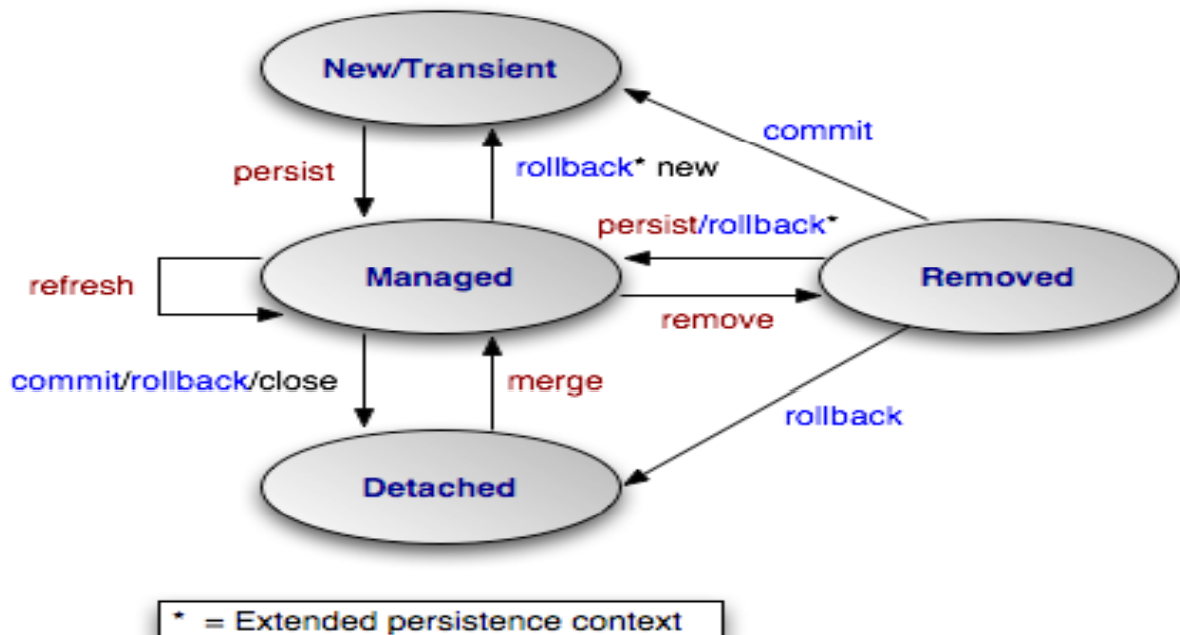 New/Transient
commit
persist
rollback* new
persist/rollback*
refresh
Managed
Removed
remove
commit/rollback/close
merge
rollback
Detached
* = Extended persistence context